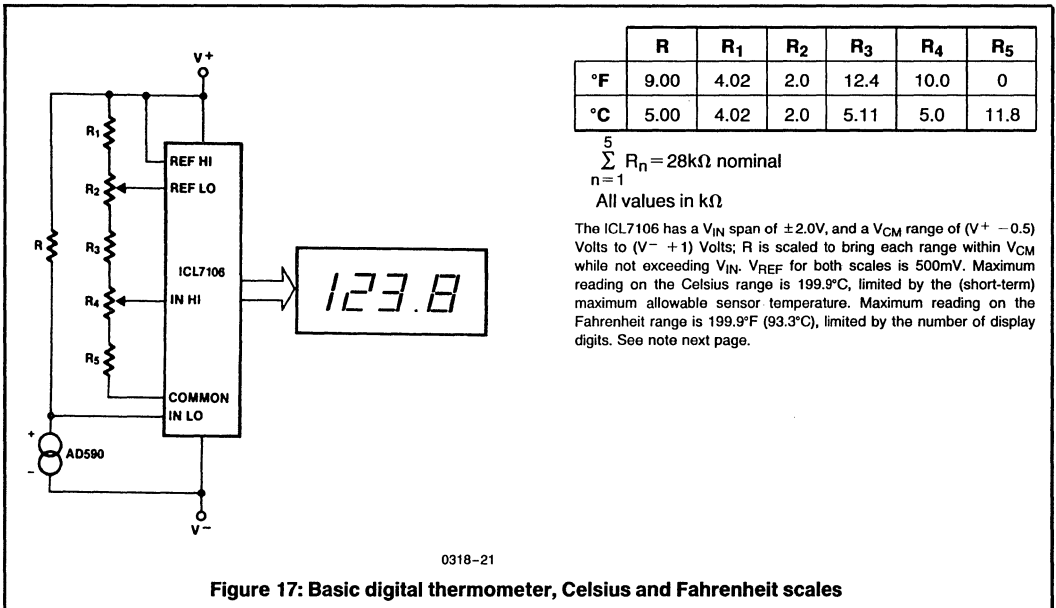 V+
R1
R2
R3
R4
R5
R
REF HI
REF LO
ICL7106
IN HI
COMMON
IN LO
+
AD590
−
V−
123.8
R R1 R2 R3 R4 R5
°F 9.00 4.02 2.0 12.4 10.0 0
°C 5.00 4.02 2.0 5.11 5.0 11.8
5
Σ Rn = 28kΩ nominal
n=1
All values in kΩ
The ICL7106 has a VIN span of ±2.0V, and a VCM range of (V+ −0.5)
Volts to (V− +1) Volts; R is scaled to bring each range within VCM
while not exceeding VIN. VREF for both scales is 500mV. Maximum
reading on the Celsius range is 199.9°C, limited by the (short-term)
maximum allowable sensor temperature. Maximum reading on the
Fahrenheit range is 199.9°F (93.3°C), limited by the number of display
digits. See note next page.
0318–21
Figure 17: Basic digital thermometer, Celsius and Fahrenheit scales